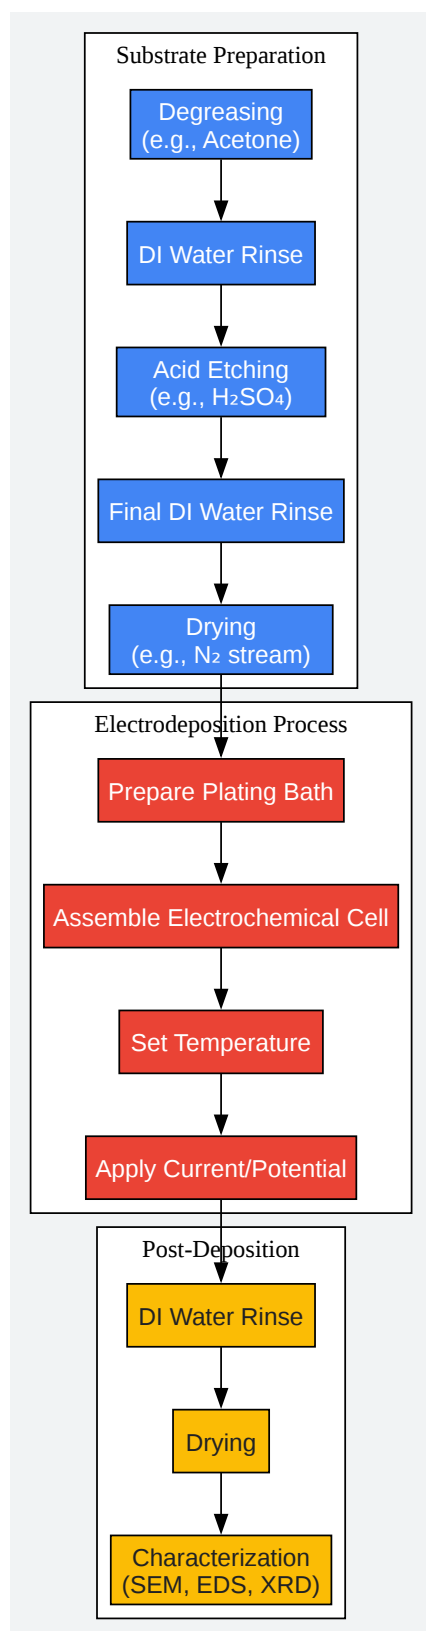 Substrate Preparation
Degreasing
(e.g., Acetone)
DI Water Rinse
Acid Etching
(e.g., H₂SO₄)
Final DI Water Rinse
Drying
(e.g., N₂ stream)
Electrodeposition Process
Prepare Plating Bath
Assemble Electrochemical Cell
Set Temperature
Apply Current/Potential
Post-Deposition
DI Water Rinse
Drying
Characterization
(SEM, EDS, XRD)